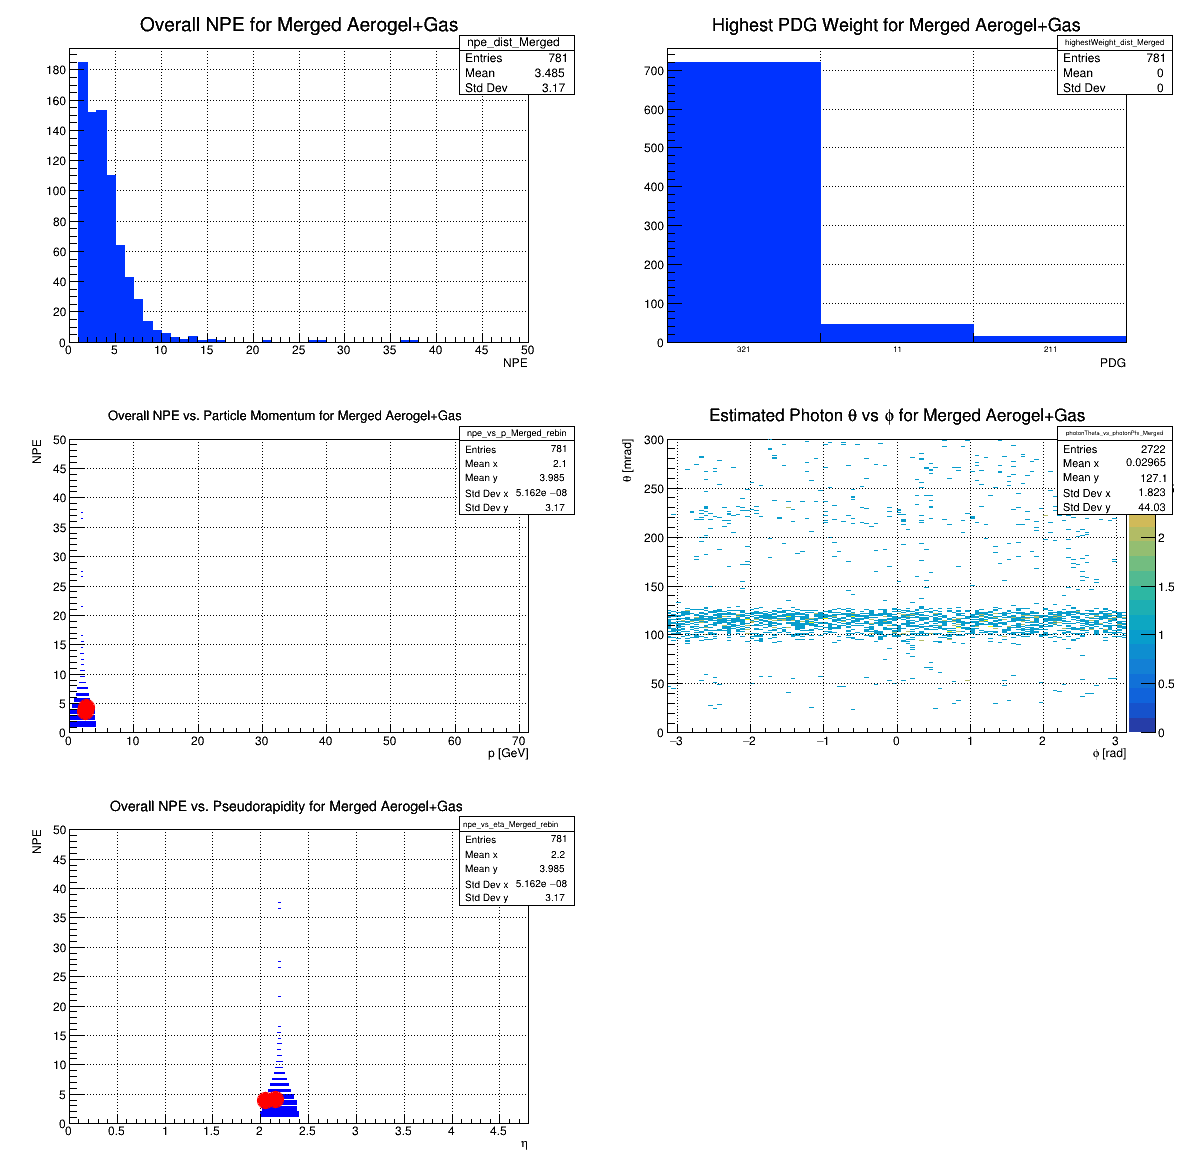 Overall NPE for Merged Aerogel+Gas
npe_dist_Merged
Entries 781
Mean 3.485
Std Dev 3.17
180
160
140
120
100
80
60
40
20
0
0 5 10 15 20 25 30 35 40 45 50
NPE
Highest PDG Weight for Merged Aerogel+Gas
highestWeight_dist_Merged
Entries 781
Mean 0
Std Dev 0
700
600
500
400
300
200
100
0
321 11 211
PDG
Overall NPE vs. Particle Momentum for Merged Aerogel+Gas
npe_vs_p_Merged_rebin
Entries 781
Mean x 2.1
Mean y 3.985
Std Dev x 5.162e −08
Std Dev y 3.17
NPE
50
45
40
35
30
25
20
15
10
5
0
0 10 20 30 40 50 60 70
p [GeV]
Estimated Photon θ vs ϕ for Merged Aerogel+Gas
photonTheta_vs_photonPhi_Merged
Entries 2722
Mean x 0.02965
Mean y 127.1
Std Dev x 1.823
Std Dev y 44.03
θ [mrad]
300
250
200
150
100
50
0
−3 −2 −1 0 1 2 3
ϕ [rad]
2
1.5
1
0.5
0
Overall NPE vs. Pseudorapidity for Merged Aerogel+Gas
npe_vs_eta_Merged_rebin
Entries 781
Mean x 2.2
Mean y 3.985
Std Dev x 5.162e −08
Std Dev y 3.17
NPE
50
45
40
35
30
25
20
15
10
5
0
0 0.5 1 1.5 2 2.5 3 3.5 4 4.5
η